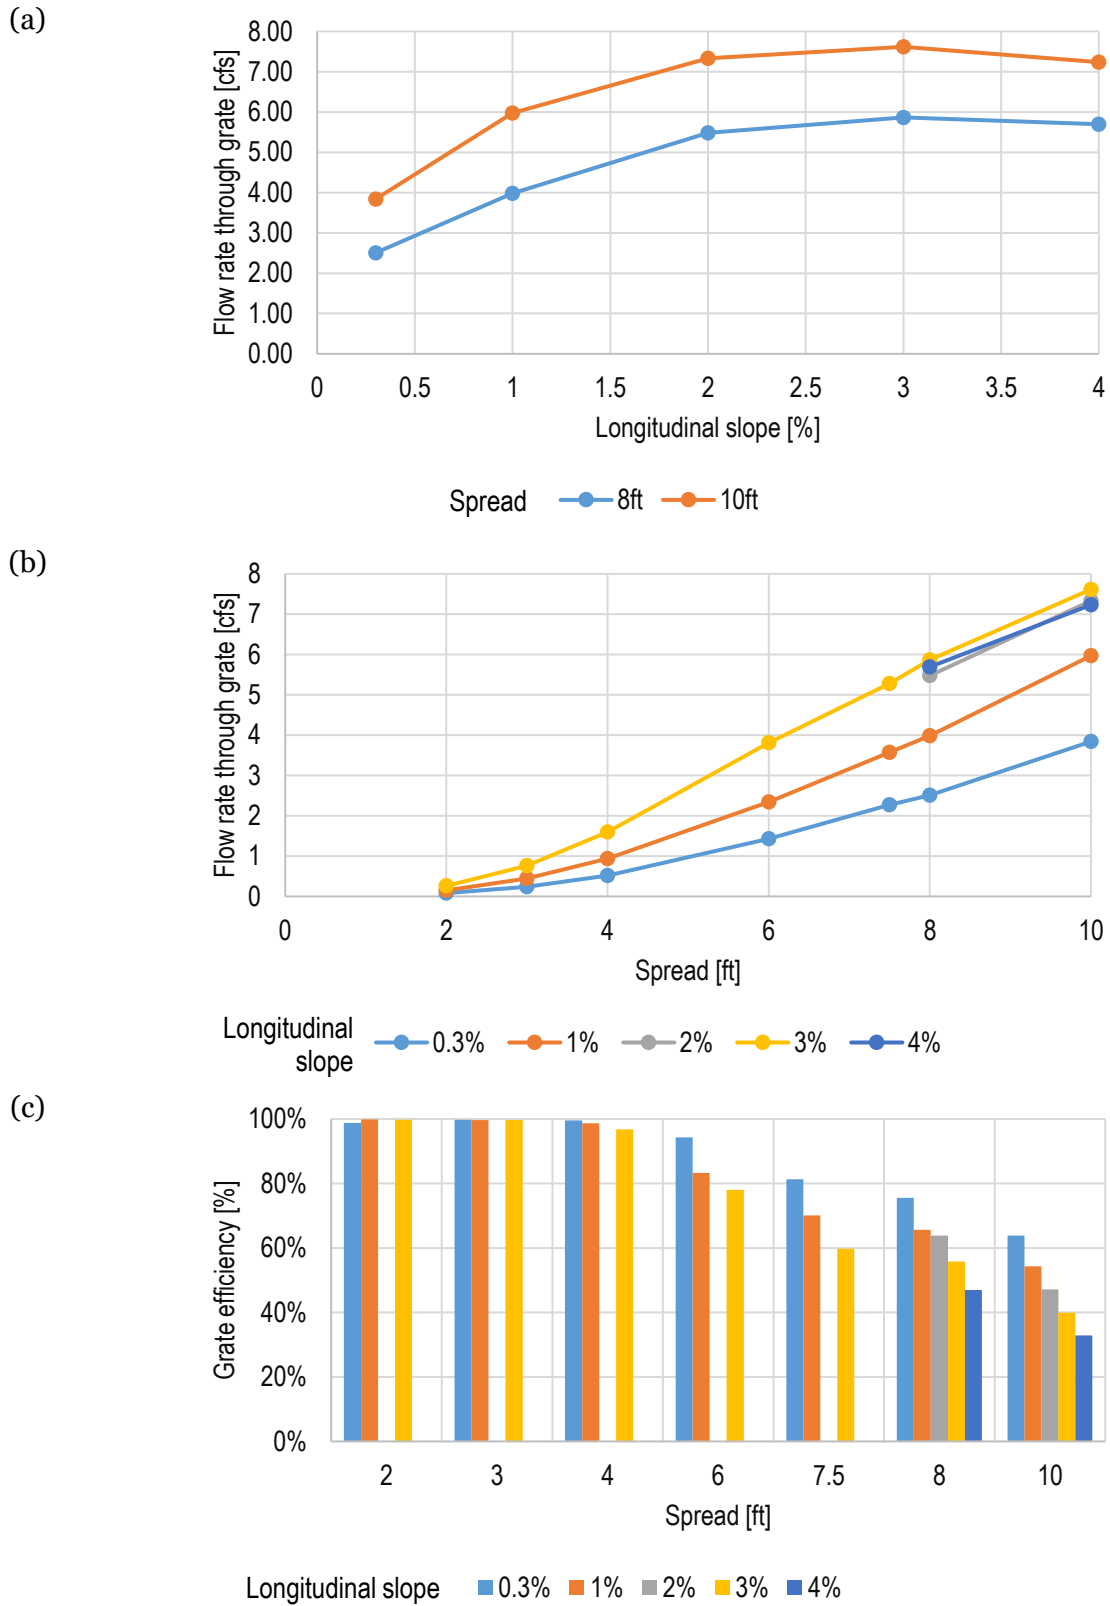 (a)
Flow rate through grate [cfs]
8.00
7.00
6.00
5.00
4.00
3.00
2.00
1.00
0.00
0 0.5 1 1.5 2 2.5 3 3.5 4
Longitudinal slope [%]
Spread 8ft 10ft
(b)
Flow rate through grate [cfs]
8
7
6
5
4
3
2
1
0
0 2 4 6 8 10
Spread [ft]
Longitudinal
slope
0.3% 1% 2% 3% 4%
(c)
Grate efficiency [%]
100%
80%
60%
40%
20%
0%
2 3 4 6 7.5 8 10
Spread [ft]
Longitudinal slope 0.3% 1% 2% 3% 4%